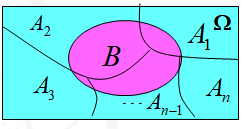 A₂ A₁ Ω
B
A₃ ---- Aₙ₋₁ Aₙ